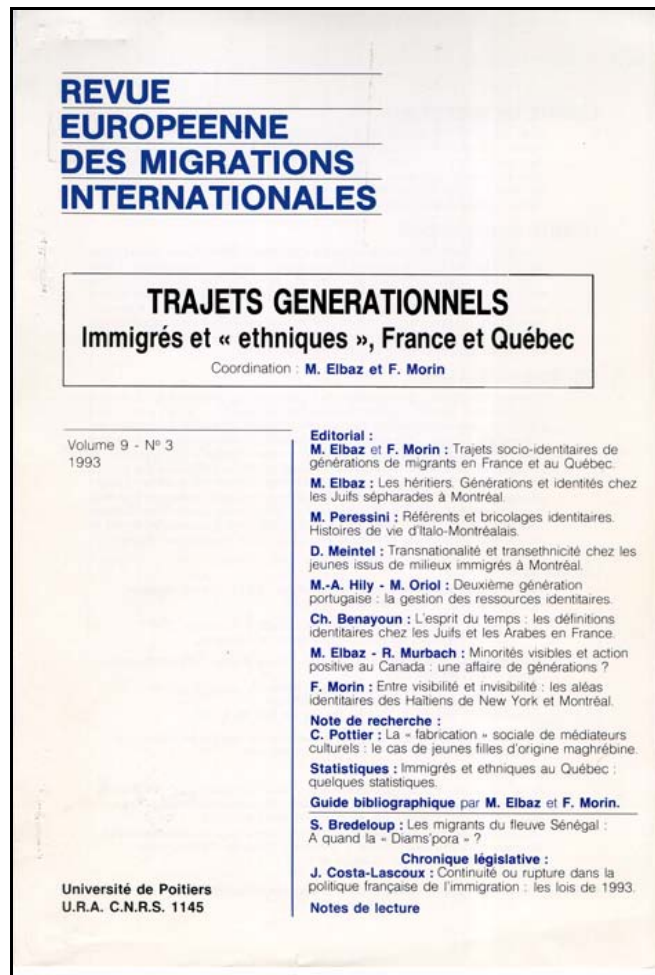 REVUE
EUROPEENNE
DES MIGRATIONS
INTERNATIONALES
TRAJETS GENERATIONNELS
Immigrés et « ethniques », France et Québec
Coordination : M. Elbaz et F. Morin
Volume 9 - Nº 3
1993
Editorial :
M. Elbaz et F. Morin : Trajets socio-identitaires de
générations de migrants en France et au Québec.
M. Elbaz : Les héritiers. Générations et identités chez
les Juifs sépharades à Montréal.
M. Peressini : Référents et bricolages identitaires.
Histoires de vie d'Italo-Montréalais.
D. Meintel : Transnationalité et transethnicité chez les
jeunes issus de milieux immigrés à Montréal.
M.-A. Hily - M. Oriol : Deuxième génération
portugaise : la gestion des ressources identitaires.
Ch. Benayoun : L'esprit du temps : les définitions
identitaires chez les Juifs et les Arabes en France.
M. Elbaz - R. Murbach : Minorités visibles et action
positive au Canada : une affaire de générations ?
F. Morin : Entre visibilité et invisibilité : les aléas
identitaires des Haïtiens de New York et Montréal.
Note de recherche :
C. Pottier : La « fabrication » sociale de médiateurs
culturels : le cas de jeunes filles d'origine maghrébine.
Statistiques : Immigrés et ethniques au Québec :
quelques statistiques.
Guide bibliographique par M. Elbaz et F. Morin.
S. Bredeloup : Les migrants du fleuve Sénégal :
A quand la « Diams'pora » ?
Chronique législative :
J. Costa-Lascoux : Continuité ou rupture dans la
politique française de l'immigration : les lois de 1993.
Notes de lecture
Université de Poitiers
U.R.A. C.N.R.S. 1145